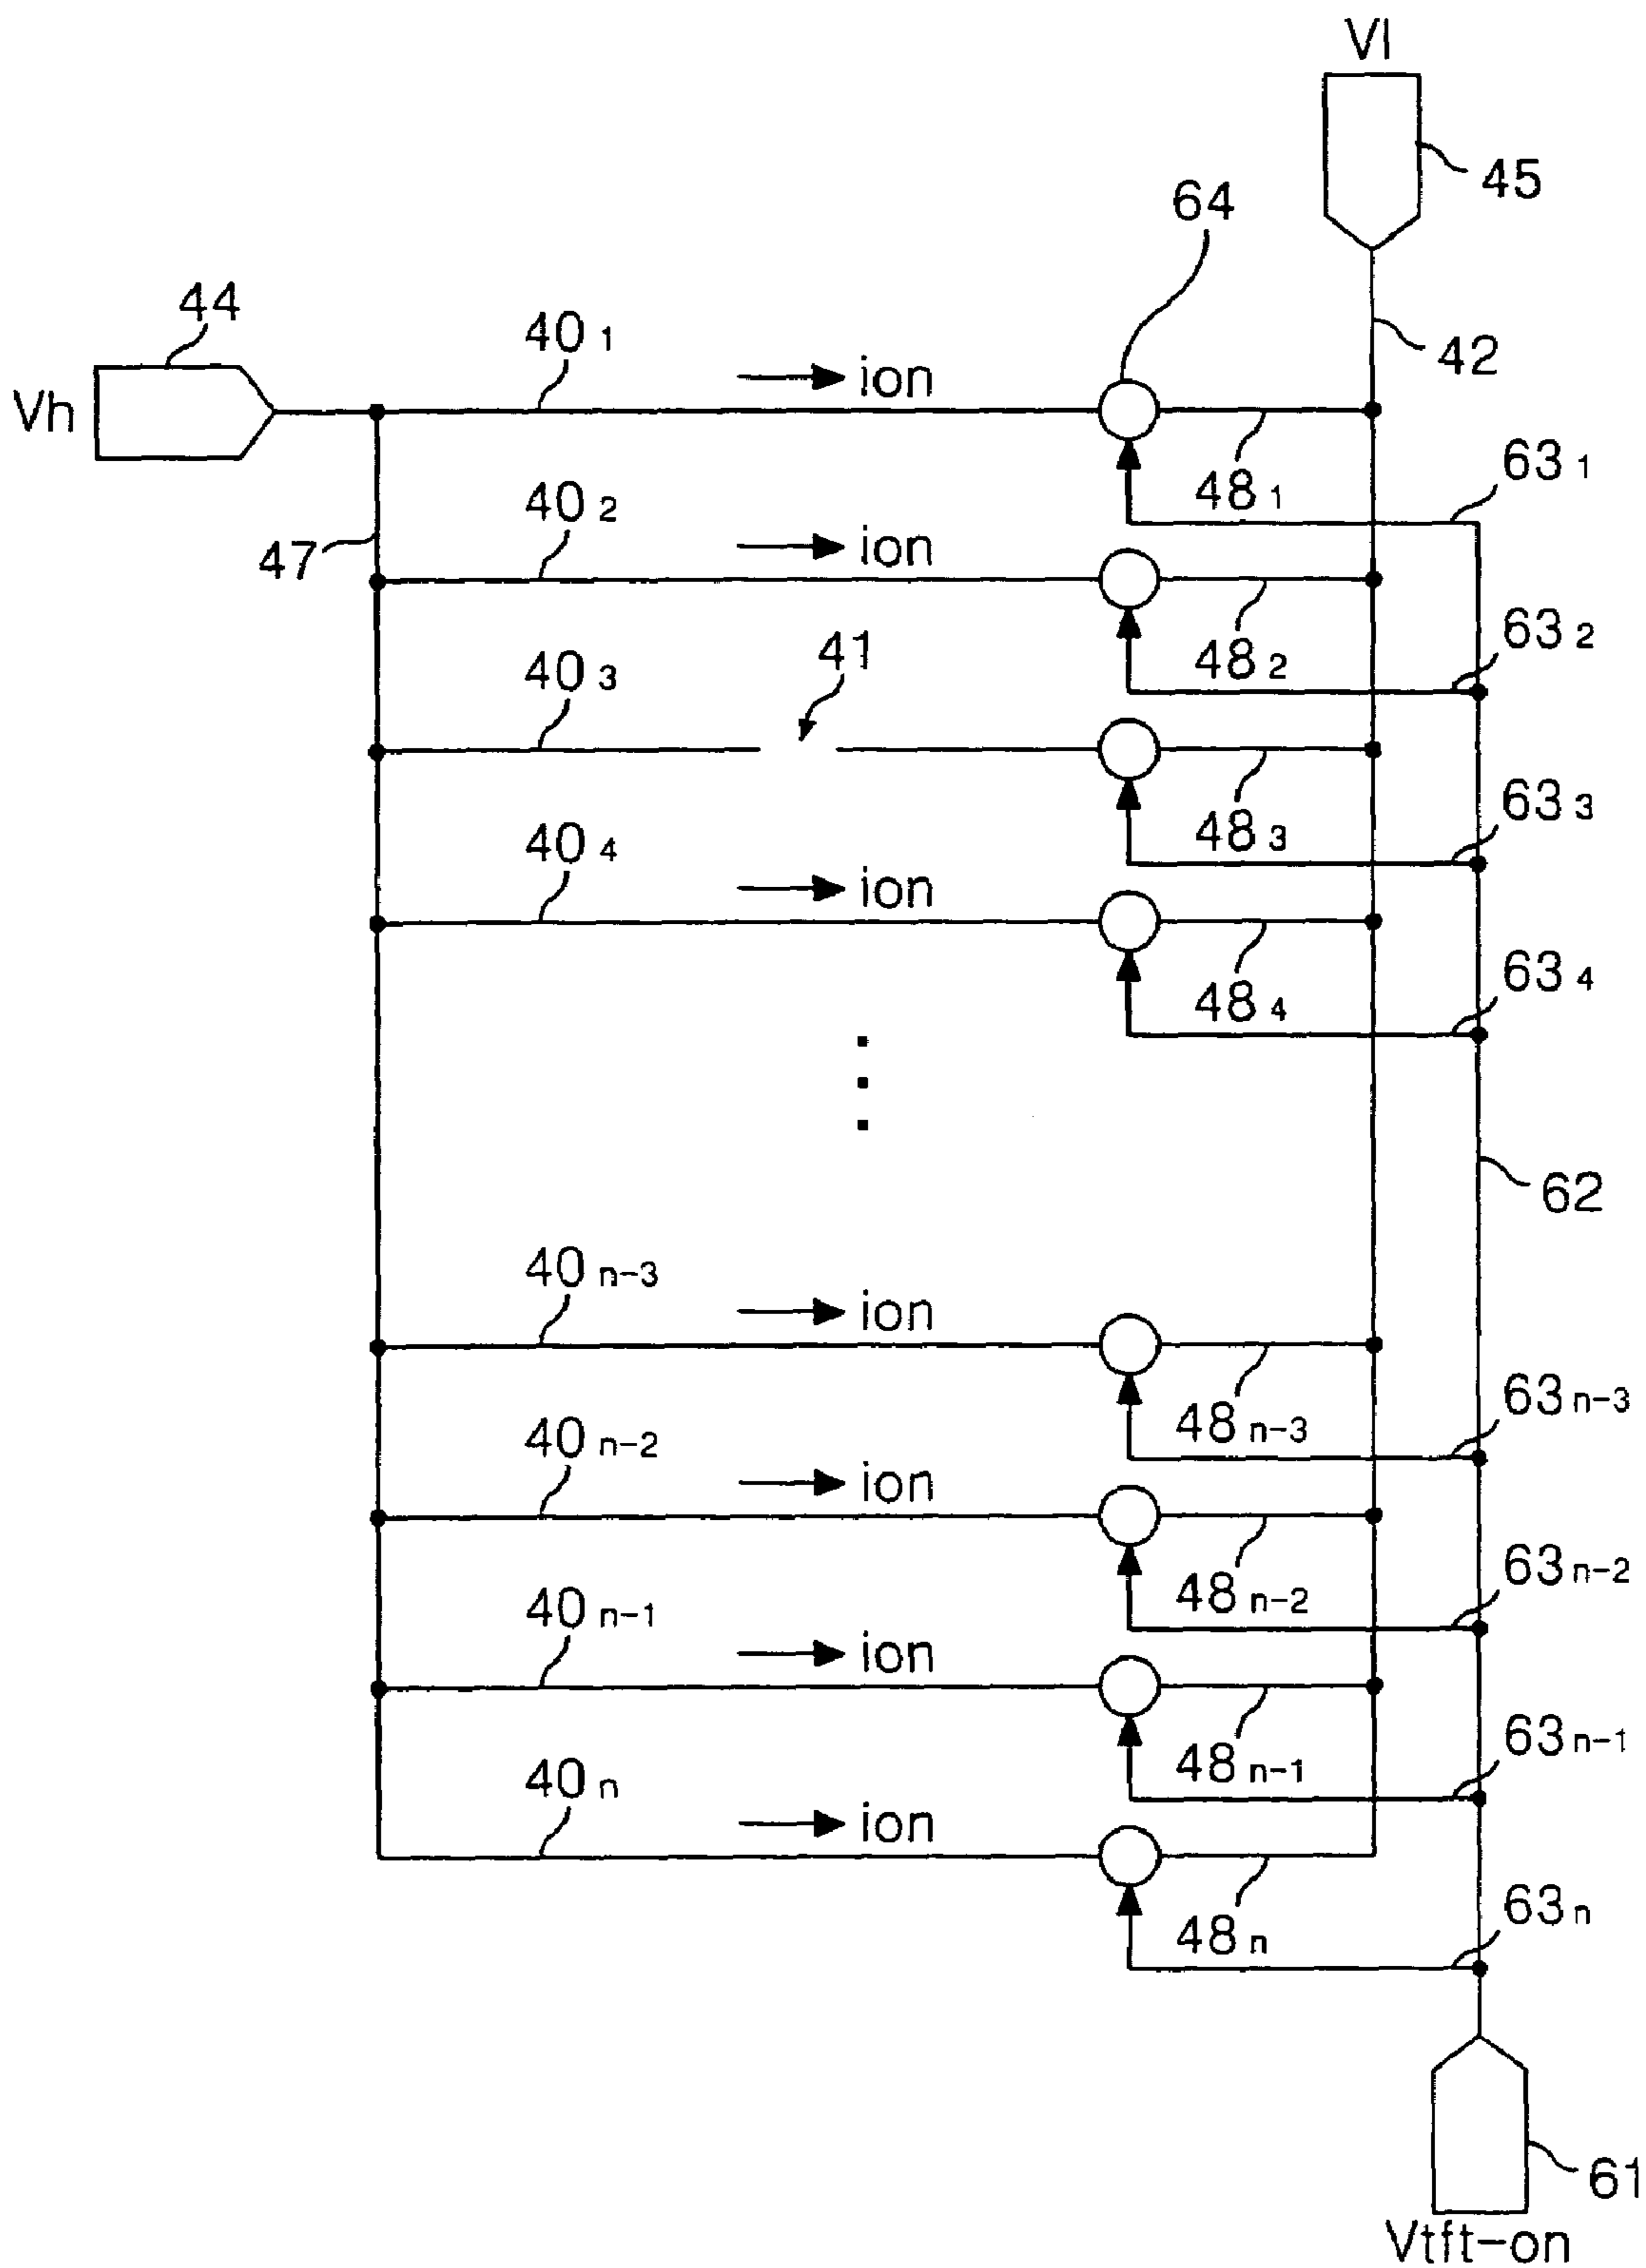 Vl
45
64
44
40 1
ion
42
Vh
63 1
48 1
40 2
ion
47
63 2
48 2
41
40 3
63 3
48 3
40 4
ion
63 4
48 4
62
40 n-3
ion
63 n-3
48 n-3
40 n-2
ion
63 n-2
48 n-2
40 n-1
ion
63 n-1
48 n-1
40 n
ion
63 n
48 n
61
Vtft-on